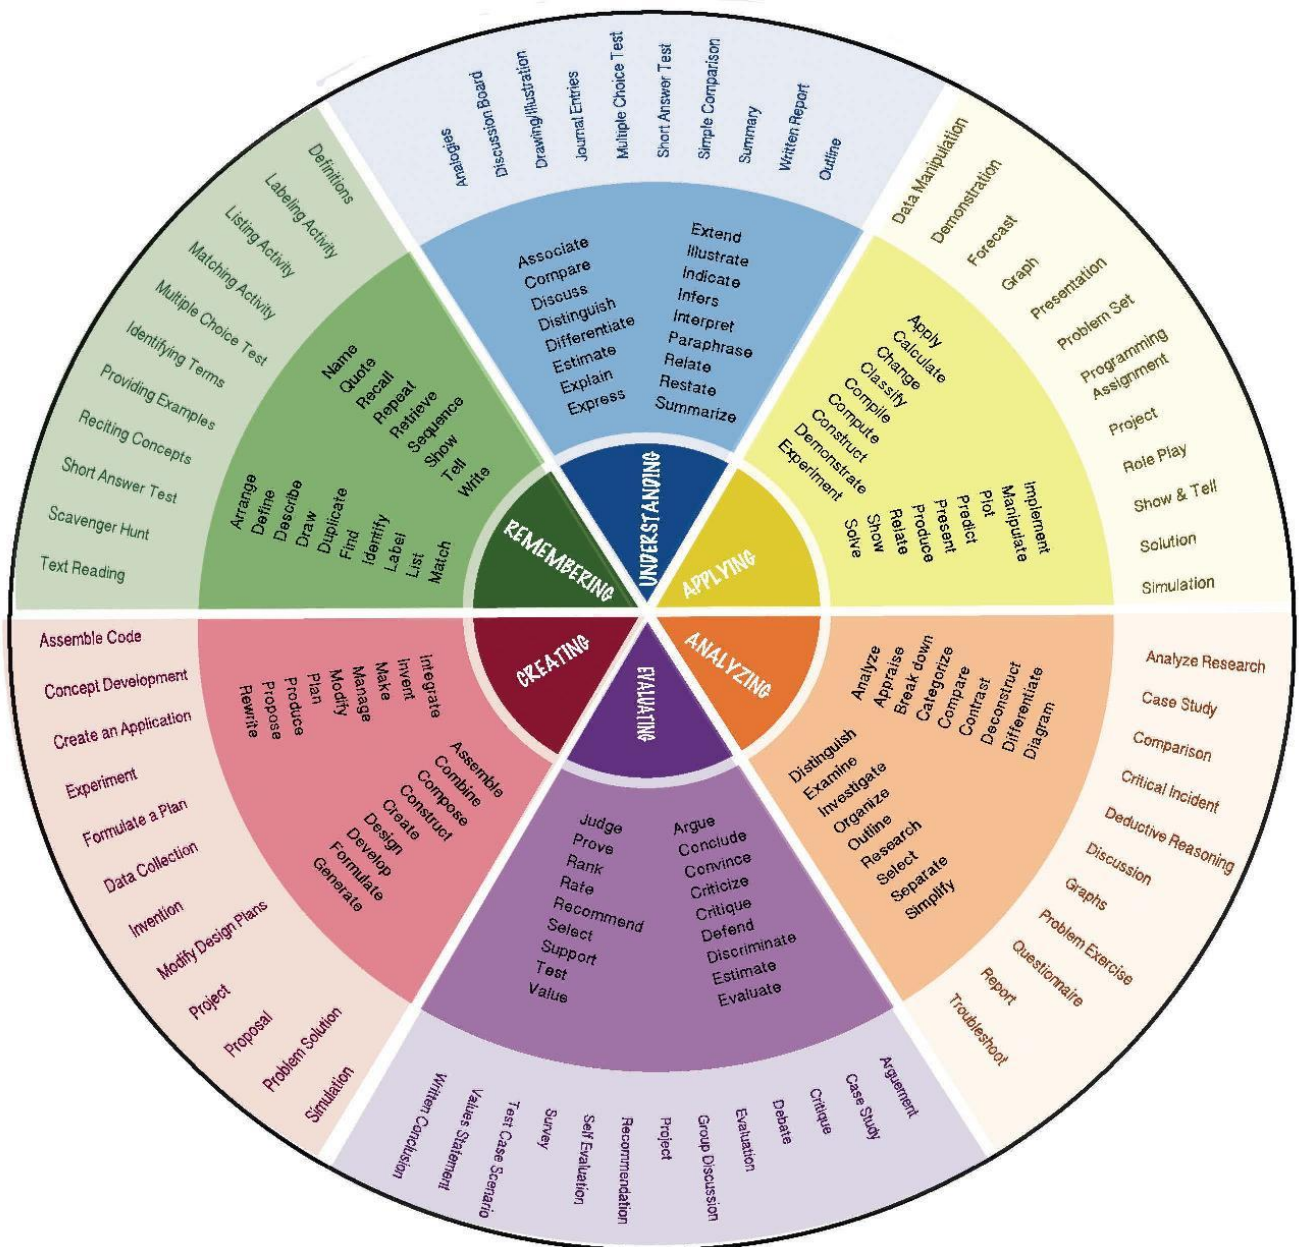 REMEMBERING
Name
Quote
Recall
Repeat
Retrieve
Sequence
Show
Tell
Write
Arrange
Define
Describe
Draw
Duplicate
Find
Identify
Label
List
Match
Definitions
Labeling Activity
Listing Activity
Matching Activity
Multiple Choice Test
Identifying Terms
Providing Examples
Reciting Concepts
Short Answer Test
Scavenger Hunt
Text Reading
UNDERSTANDING
Associate
Compare
Discuss
Distinguish
Differentiate
Estimate
Explain
Express
Extend
Illustrate
Indicate
Infers
Interpret
Paraphrase
Relate
Restate
Summarize
Analogies
Discussion Board
Drawing/Illustration
Journal Entries
Multiple Choice Test
Short Answer Test
Simple Comparison
Summary
Written Report
Outline
APPLYING
Apply
Calculate
Change
Classify
Compile
Compute
Construct
Demonstrate
Experiment
Implement
Manipulate
Plot
Predict
Present
Produce
Relate
Show
Solve
Data Manipulation
Demonstration
Forecast
Graph
Presentation
Problem Set
Programming
Assignment
Project
Role Play
Show & Tell
Solution
Simulation
ANALYZING
Analyze
Appraise
Break down
Categorize
Compare
Contrast
Deconstruct
Differentiate
Diagram
Distinguish
Examine
Investigate
Organize
Outline
Research
Select
Separate
Simplify
Analyze Research
Case Study
Comparison
Critical Incident
Deductive Reasoning
Discussion
Graphs
Problem Exercise
Questionnaire
Report
Troubleshoot
EVALUATING
Argue
Conclude
Convince
Criticize
Critique
Defend
Discriminate
Estimate
Evaluate
Judge
Prove
Rank
Rate
Recommend
Select
Support
Test
Value
Arguement
Case Study
Critique
Debate
Evaluation
Group Discussion
Project
Recommendation
Self Evaluation
Survey
Test Case Scenario
Values Statement
Written Conclusion
CREATING
Assemble
Combine
Compose
Construct
Create
Design
Develop
Formulate
Generate
Integrate
Invent
Make
Manage
Modify
Plan
Produce
Propose
Rewrite
Assemble Code
Concept Development
Create an Application
Experiment
Formulate a Plan
Data Collection
Invention
Modify Design Plans
Project
Proposal
Problem Solution
Simulation